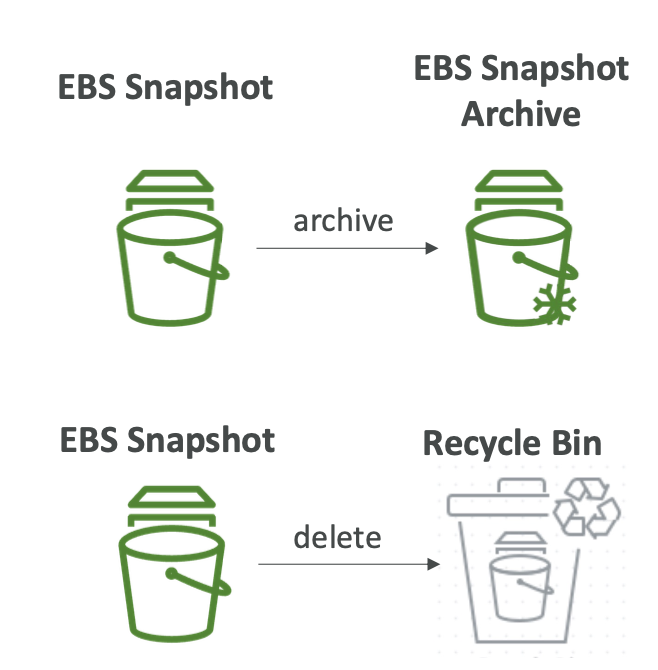 EBS Snapshot
EBS Snapshot
Archive
archive
EBS Snapshot
Recycle Bin
delete